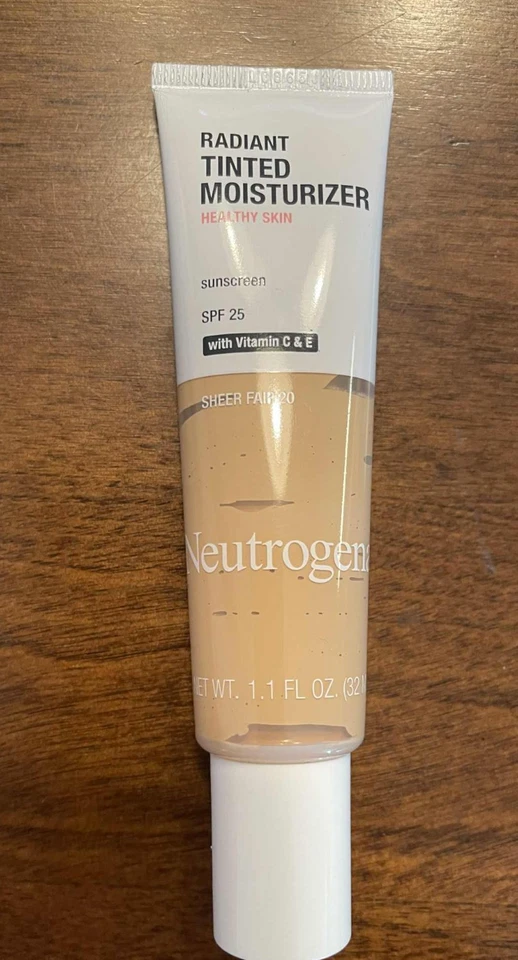 RADIANT
TINTED
MOISTURIZER
HEALTHY SKIN
sunscreen
SPF 25
with Vitamin C & E
SHEER FAIR 20
Neutrogena
NET WT. 1.1 FL OZ. (32 M